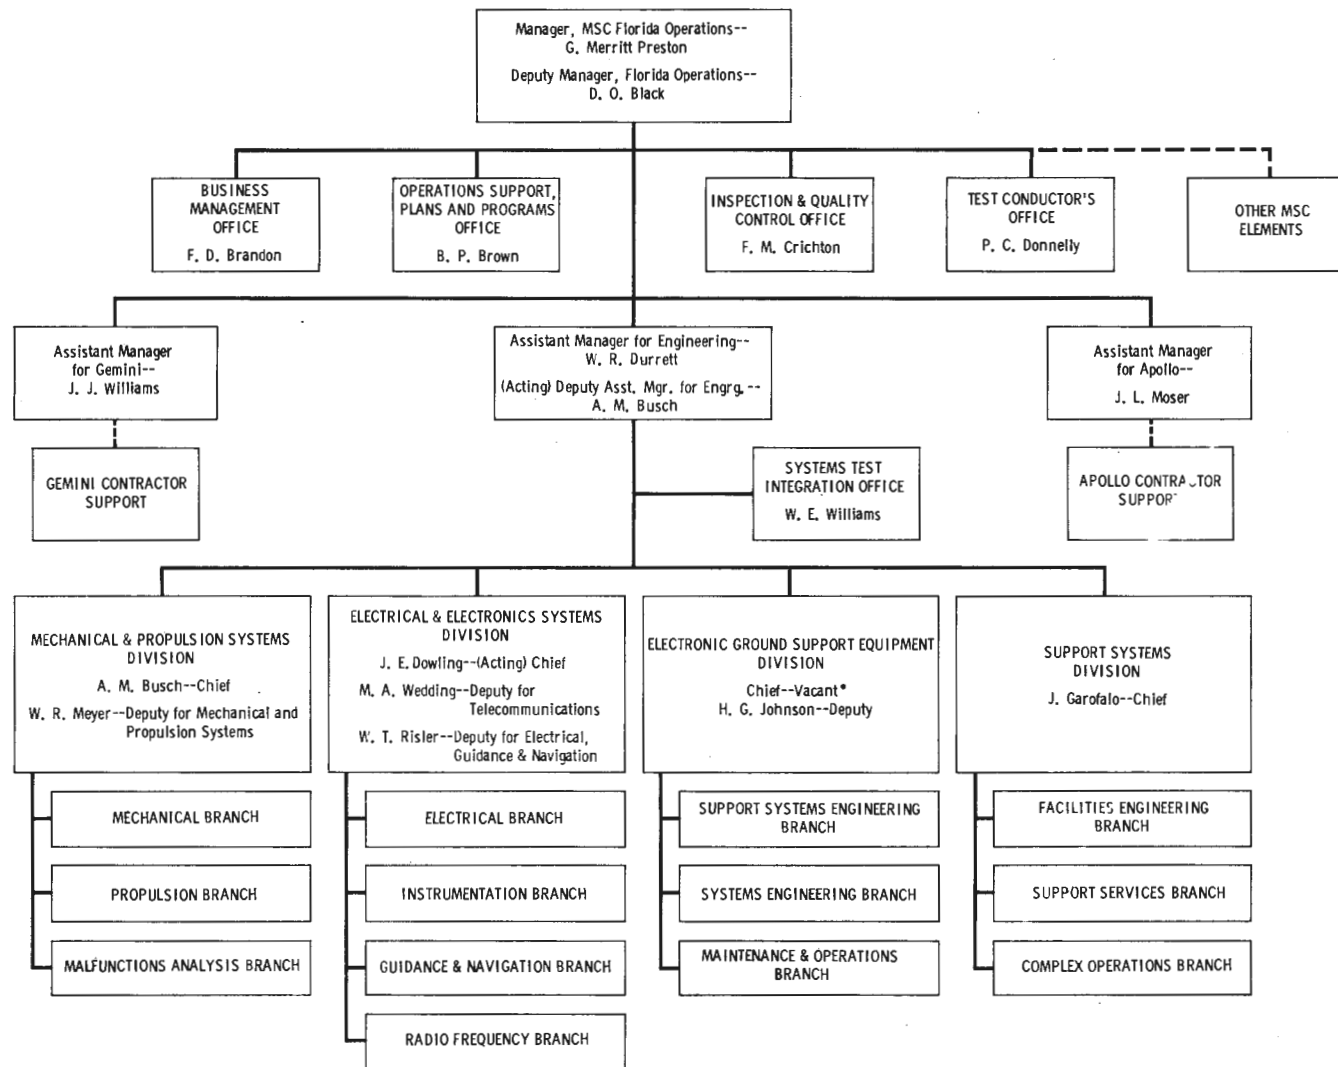 Manager, MSC Florida Operations--
G. Merritt Preston
Deputy Manager, Florida Operations--
D. O. Black
BUSINESS
MANAGEMENT
OFFICE
F. D. Brandon
OPERATIONS SUPPORT,
PLANS AND PROGRAMS
OFFICE
B. P. Brown
INSPECTION & QUALITY
CONTROL OFFICE
F. M. Crichton
TEST CONDUCTOR'S
OFFICE
P. C. Donnelly
OTHER MSC
ELEMENTS
Assistant Manager
for Gemini--
J. J. Williams
Assistant Manager for Engineering--
W. R. Durrett
(Acting) Deputy Asst. Mgr. for Engrg.--
A. M. Busch
Assistant Manager
for Apollo--
J. L. Moser
GEMINI CONTRACTOR
SUPPORT
SYSTEMS TEST
INTEGRATION OFFICE
W. E. Williams
APOLLO CONTRACTOR
SUPPORT
MECHANICAL & PROPULSION SYSTEMS
DIVISION
A. M. Busch--Chief
W. R. Meyer--Deputy for Mechanical and
Propulsion Systems
ELECTRICAL & ELECTRONICS SYSTEMS
DIVISION
J. E. Dowling--(Acting) Chief
M. A. Wedding--Deputy for
Telecommunications
W. T. Risler--Deputy for Electrical,
Guidance & Navigation
ELECTRONIC GROUND SUPPORT EQUIPMENT
DIVISION
Chief--Vacant*
H. G. Johnson--Deputy
SUPPORT SYSTEMS
DIVISION
J. Garofalo--Chief
MECHANICAL BRANCH
PROPULSION BRANCH
MALFUNCTIONS ANALYSIS BRANCH
ELECTRICAL BRANCH
INSTRUMENTATION BRANCH
GUIDANCE & NAVIGATION BRANCH
RADIO FREQUENCY BRANCH
SUPPORT SYSTEMS ENGINEERING
BRANCH
SYSTEMS ENGINEERING BRANCH
MAINTENANCE & OPERATIONS
BRANCH
FACILITIES ENGINEERING
BRANCH
SUPPORT SERVICES BRANCH
COMPLEX OPERATIONS BRANCH